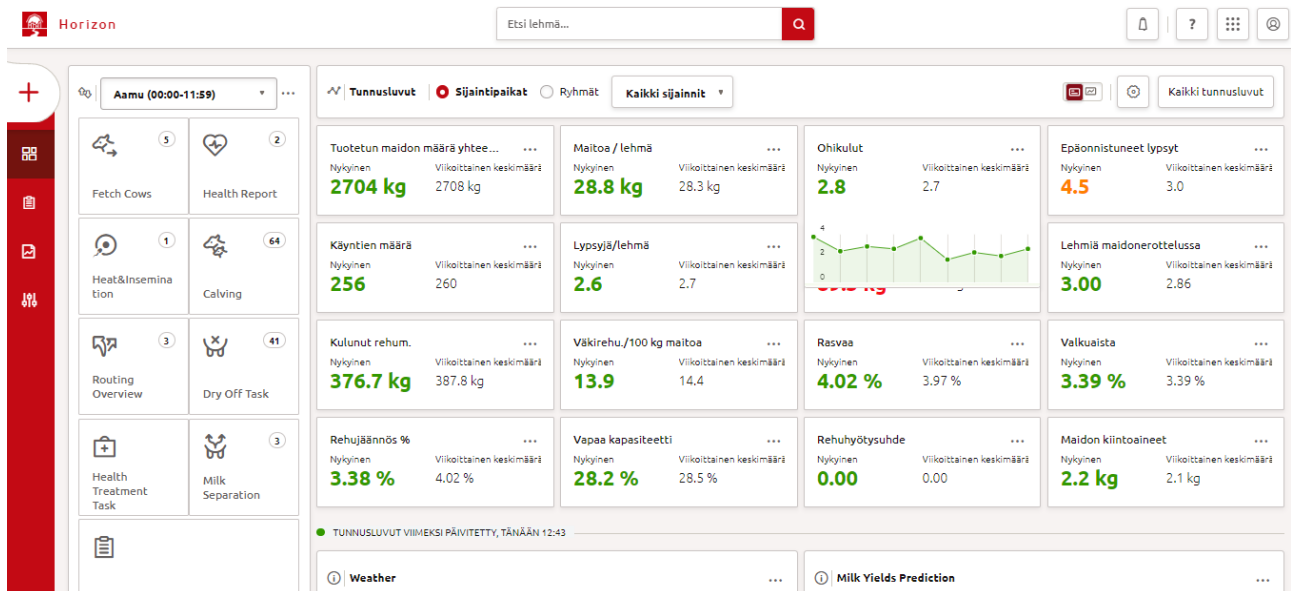 Horizon
Etsi lehmä...
?
Aamu (00:00-11:59)
...
5
Fetch Cows
2
Health Report
1
Heat&Insemina
tion
64
Calving
3
Routing
Overview
41
Dry Off Task
Health
Treatment
Task
3
Milk
Separation
Tunnusluvut
Sijaintipaikat
Ryhmät
Kaikki sijainnit
Kaikki tunnusluvut
Tuotetun maidon määrä yhtee... ...
Nykyinen Viikoittainen keskimäärä
2704 kg 2708 kg
Maitoa / lehmä ...
Nykyinen Viikoittainen keskimäärä
28.8 kg 28.3 kg
Ohikulut ...
Nykyinen Viikoittainen keskimäärä
2.8 2.7
4
2
0
Epäonnistuneet lypsyt ...
Nykyinen Viikoittainen keskimäärä
4.5 3.0
Käyntien määrä ...
Nykyinen Viikoittainen keskimäärä
256 260
Lypsyjä/lehmä ...
Nykyinen Viikoittainen keskimäärä
2.6 2.7
Lehmiä maidonerottelussa ...
Nykyinen Viikoittainen keskimäärä
3.00 2.86
Kulunut rehum. ...
Nykyinen Viikoittainen keskimäärä
376.7 kg 387.8 kg
Väkirehu./100 kg maitoa ...
Nykyinen Viikoittainen keskimäärä
13.9 14.4
Rasvaa ...
Nykyinen Viikoittainen keskimäärä
4.02 % 3.97 %
Valkuaista ...
Nykyinen Viikoittainen keskimäärä
3.39 % 3.39 %
Rehujäännös % ...
Nykyinen Viikoittainen keskimäärä
3.38 % 4.02 %
Vapaa kapasiteetti ...
Nykyinen Viikoittainen keskimäärä
28.2 % 28.5 %
Rehuhyötysuhde ...
Nykyinen Viikoittainen keskimäärä
0.00 0.00
Maidon kiintoaineet ...
Nykyinen Viikoittainen keskimäärä
2.2 kg 2.1 kg
TUNNUSLUVUT VIIMEKSI PÄIVITETTY, TÄNÄÄN 12:43
Weather ...
Milk Yields Prediction ...